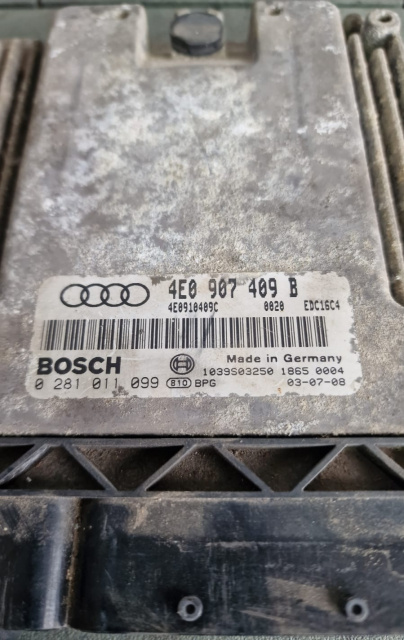 4E0 907 409 B
4E0910409C 0020 EDC16C4
BOSCH Made in Germany
1039S03250 1865 0004
0 281 011 099 810 BPG 03-07-08